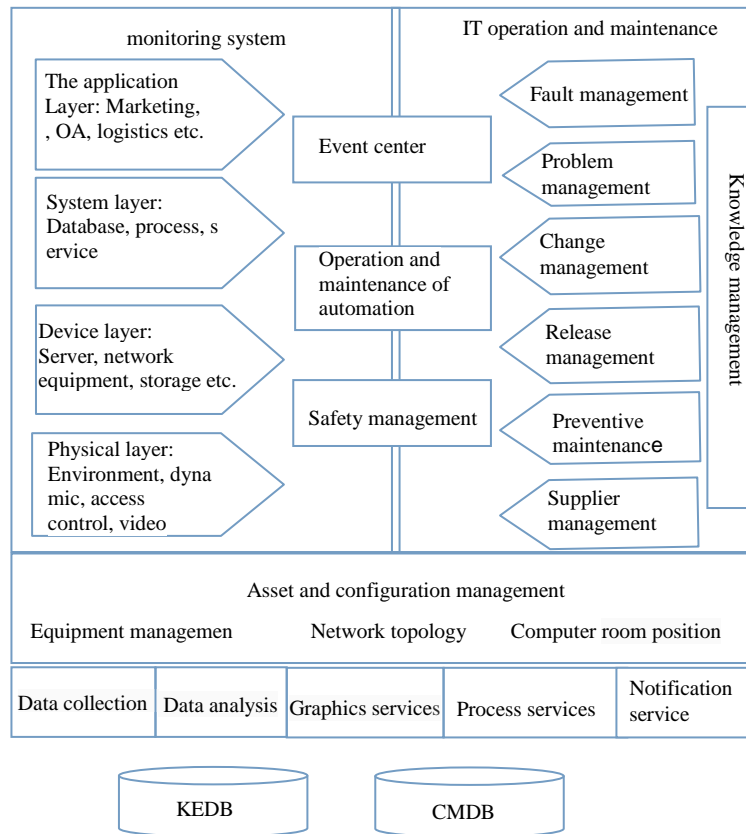 monitoring system
The application
Layer: Marketing,
, OA, logistics etc.
System layer:
Database, process, s
ervice
Device layer:
Server, network
equipment, storage etc.
Physical layer:
Environment, dyna
mic, access
control, video
Event center
Operation and
maintenance of
automation
Safety management
IT operation and maintenance
Fault management
Problem
management
Change
management
Release
management
Preventive
maintenance
Supplier
management
Knowledge management
Asset and configuration management
Equipment managemen
Network topology
Computer room position
Data collection
Data analysis
Graphics services
Process services
Notification
service
KEDB
CMDB